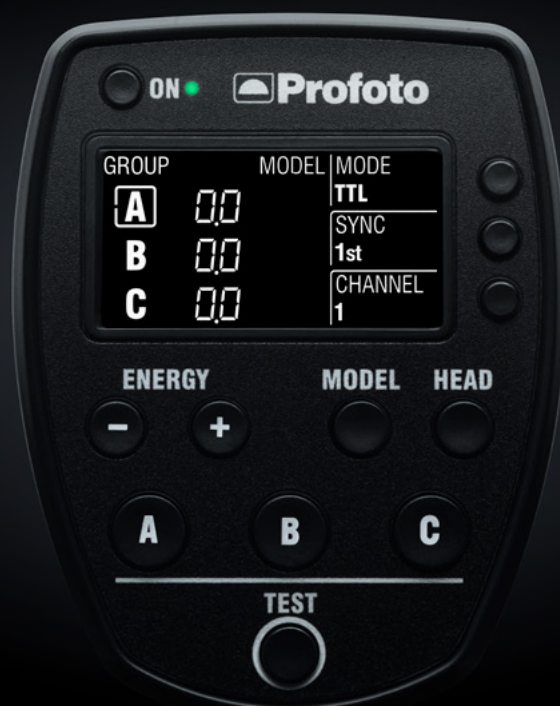 ON Profoto
GROUP MODEL MODE
TTL
A 0.0
SYNC
B 0.0
1st
CHANNEL
C 0.0
1
ENERGY MODEL HEAD
- +
A B C
TEST